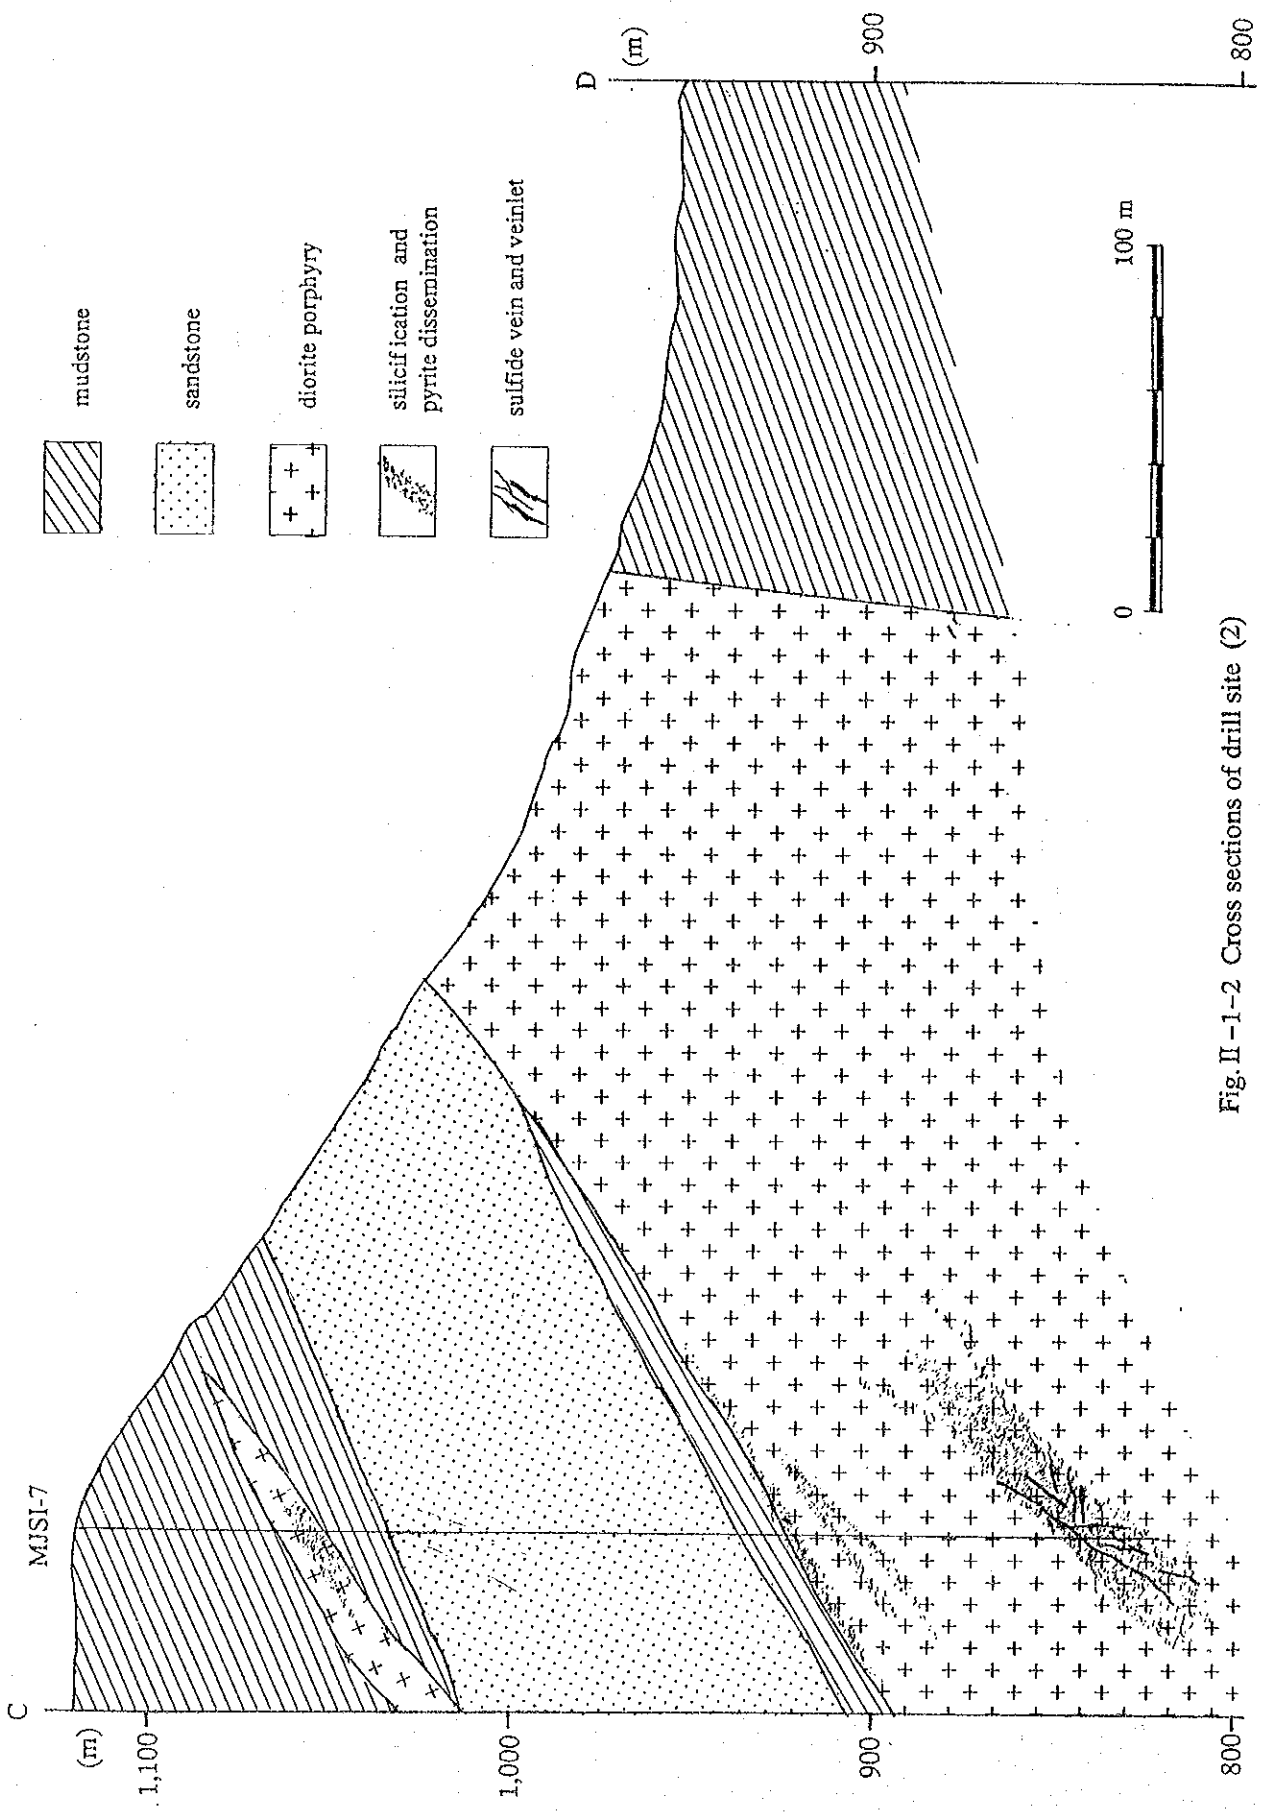 C
MJSI-7
(m)
1,100
1,000
900
800
D
(m)
900
800
mudstone
sandstone
diorite porphyry
silicification and
pyrite dissemination
sulfide vein and veinlet
0
100 m
Fig. II-1-2 Cross sections of drill site (2)